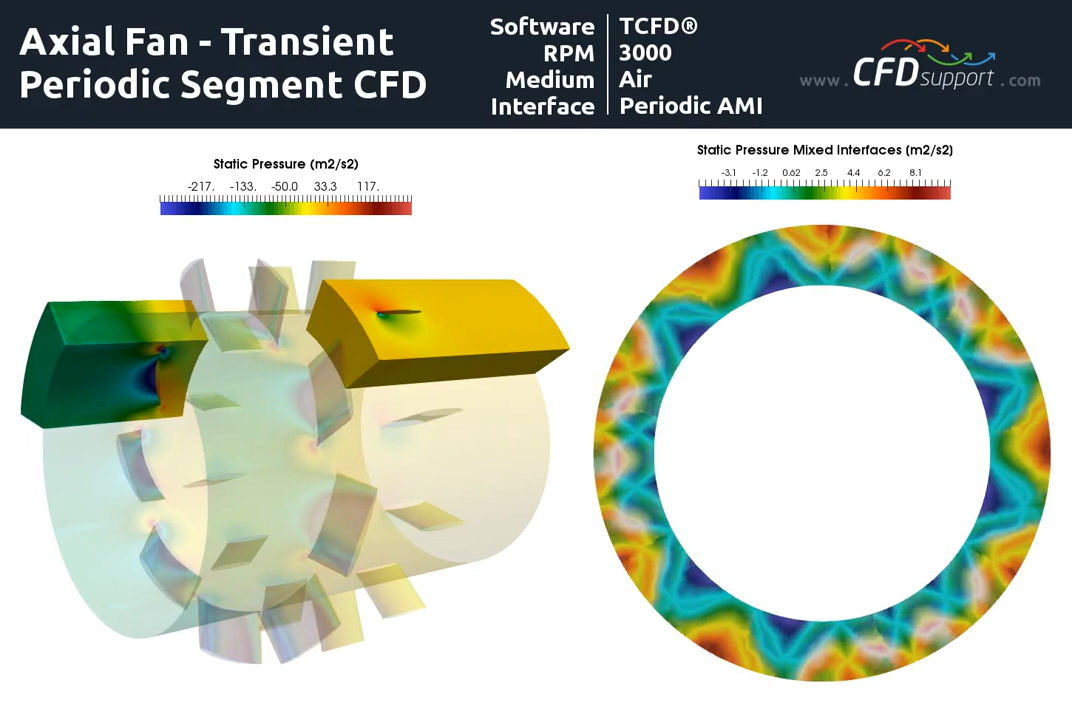 Axial Fan - Transient
Periodic Segment CFD
Software TCFD®
RPM 3000
Medium Air
Interface Periodic AMI
www.CFDsupport.com
Static Pressure (m2/s2)
-217. -133. -50.0 33.3 117.
Static Pressure Mixed Interfaces (m2/s2)
-3.1 -1.2 0.62 2.5 4.4 6.2 8.1